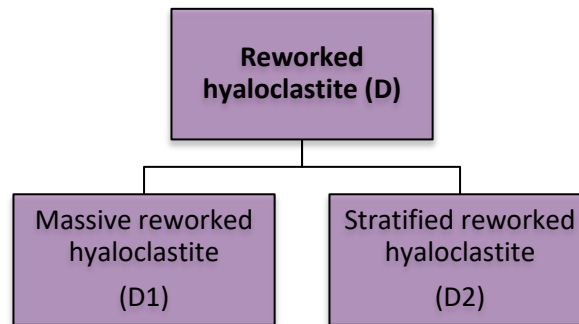 Reworked
hyaloclastite (D)
Massive reworked
hyaloclastite
(D1)
Stratified reworked
hyaloclastite
(D2)